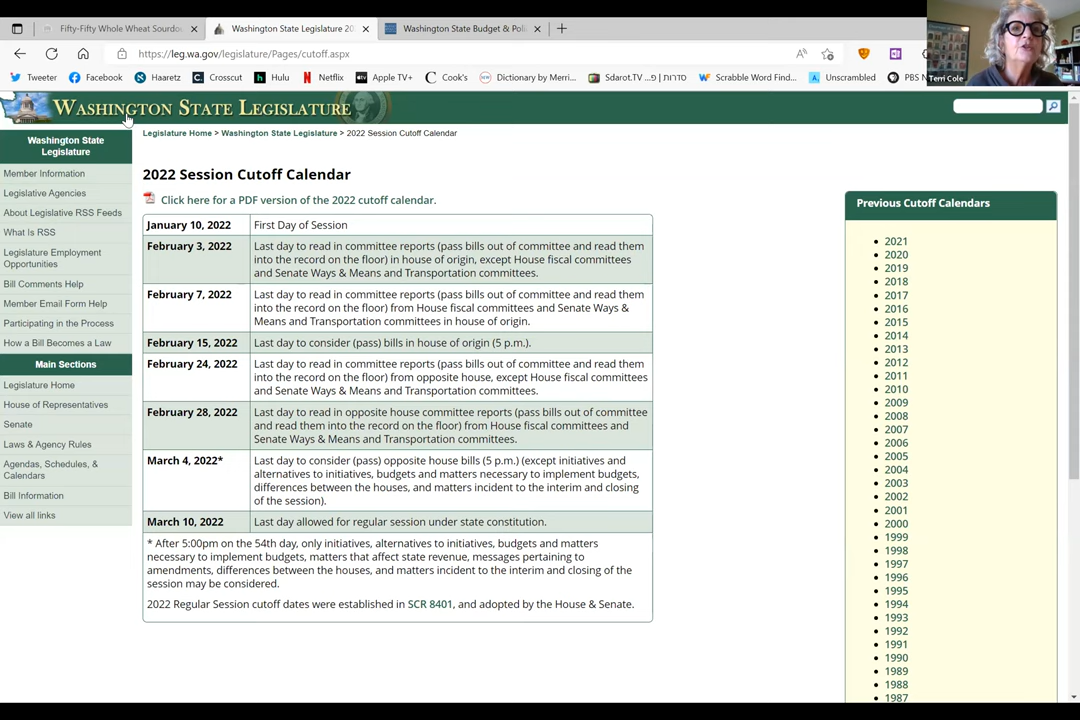 Fifty-Fifty Whole Wheat Sourdou
Washington State Legislature 20
Washington State Budget & Poli
https://leg.wa.gov/legislature/Pages/cutoff.aspx
Twitter
Facebook
Haaretz
Crosscut
Hulu
Netflix
Apple TV+
Cook's
Dictionary by Merri...
Sdarot.TV סדרות | פ...
Scrabble Word Find...
Unscrambled
PBS N
Terri Cole
WASHINGTON STATE LEGISLATURE
Washington State
Legislature
Member Information
Legislative Agencies
About Legislative RSS Feeds
What Is RSS
Legislature Employment
Opportunities
Bill Comments Help
Member Email Form Help
Participating in the Process
How a Bill Becomes a Law
Main Sections
Legislature Home
House of Representatives
Senate
Laws & Agency Rules
Agendas, Schedules, &
Calendars
Bill Information
View all links
Legislature Home > Washington State Legislature > 2022 Session Cutoff Calendar
2022 Session Cutoff Calendar
Click here for a PDF version of the 2022 cutoff calendar.
January 10, 2022 First Day of Session
February 3, 2022 Last day to read in committee reports (pass bills out of committee and read them
into the record on the floor) in house of origin, except House fiscal committees
and Senate Ways & Means and Transportation committees.
February 7, 2022 Last day to read in committee reports (pass bills out of committee and read them
into the record on the floor) from House fiscal committees and Senate Ways &
Means and Transportation committees in house of origin.
February 15, 2022 Last day to consider (pass) bills in house of origin (5 p.m.).
February 24, 2022 Last day to read in committee reports (pass bills out of committee and read them
into the record on the floor) from opposite house, except House fiscal committees
and Senate Ways & Means and Transportation committees.
February 28, 2022 Last day to read in opposite house committee reports (pass bills out of committee
and read them into the record on the floor) from House fiscal committees and
Senate Ways & Means and Transportation committees.
March 4, 2022* Last day to consider (pass) opposite house bills (5 p.m.) (except initiatives and
alternatives to initiatives, budgets and matters necessary to implement budgets,
differences between the houses, and matters incident to the interim and closing
of the session).
March 10, 2022 Last day allowed for regular session under state constitution.
* After 5:00pm on the 54th day, only initiatives, alternatives to initiatives, budgets and matters
necessary to implement budgets, matters that affect state revenue, messages pertaining to
amendments, differences between the houses, and matters incident to the interim and closing of the
session may be considered.
2022 Regular Session cutoff dates were established in SCR 8401, and adopted by the House & Senate.
Previous Cutoff Calendars
2021
2020
2019
2018
2017
2016
2015
2014
2013
2012
2011
2010
2009
2008
2007
2006
2005
2004
2003
2002
2001
2000
1999
1998
1997
1996
1995
1994
1993
1992
1991
1990
1989
1988
1987